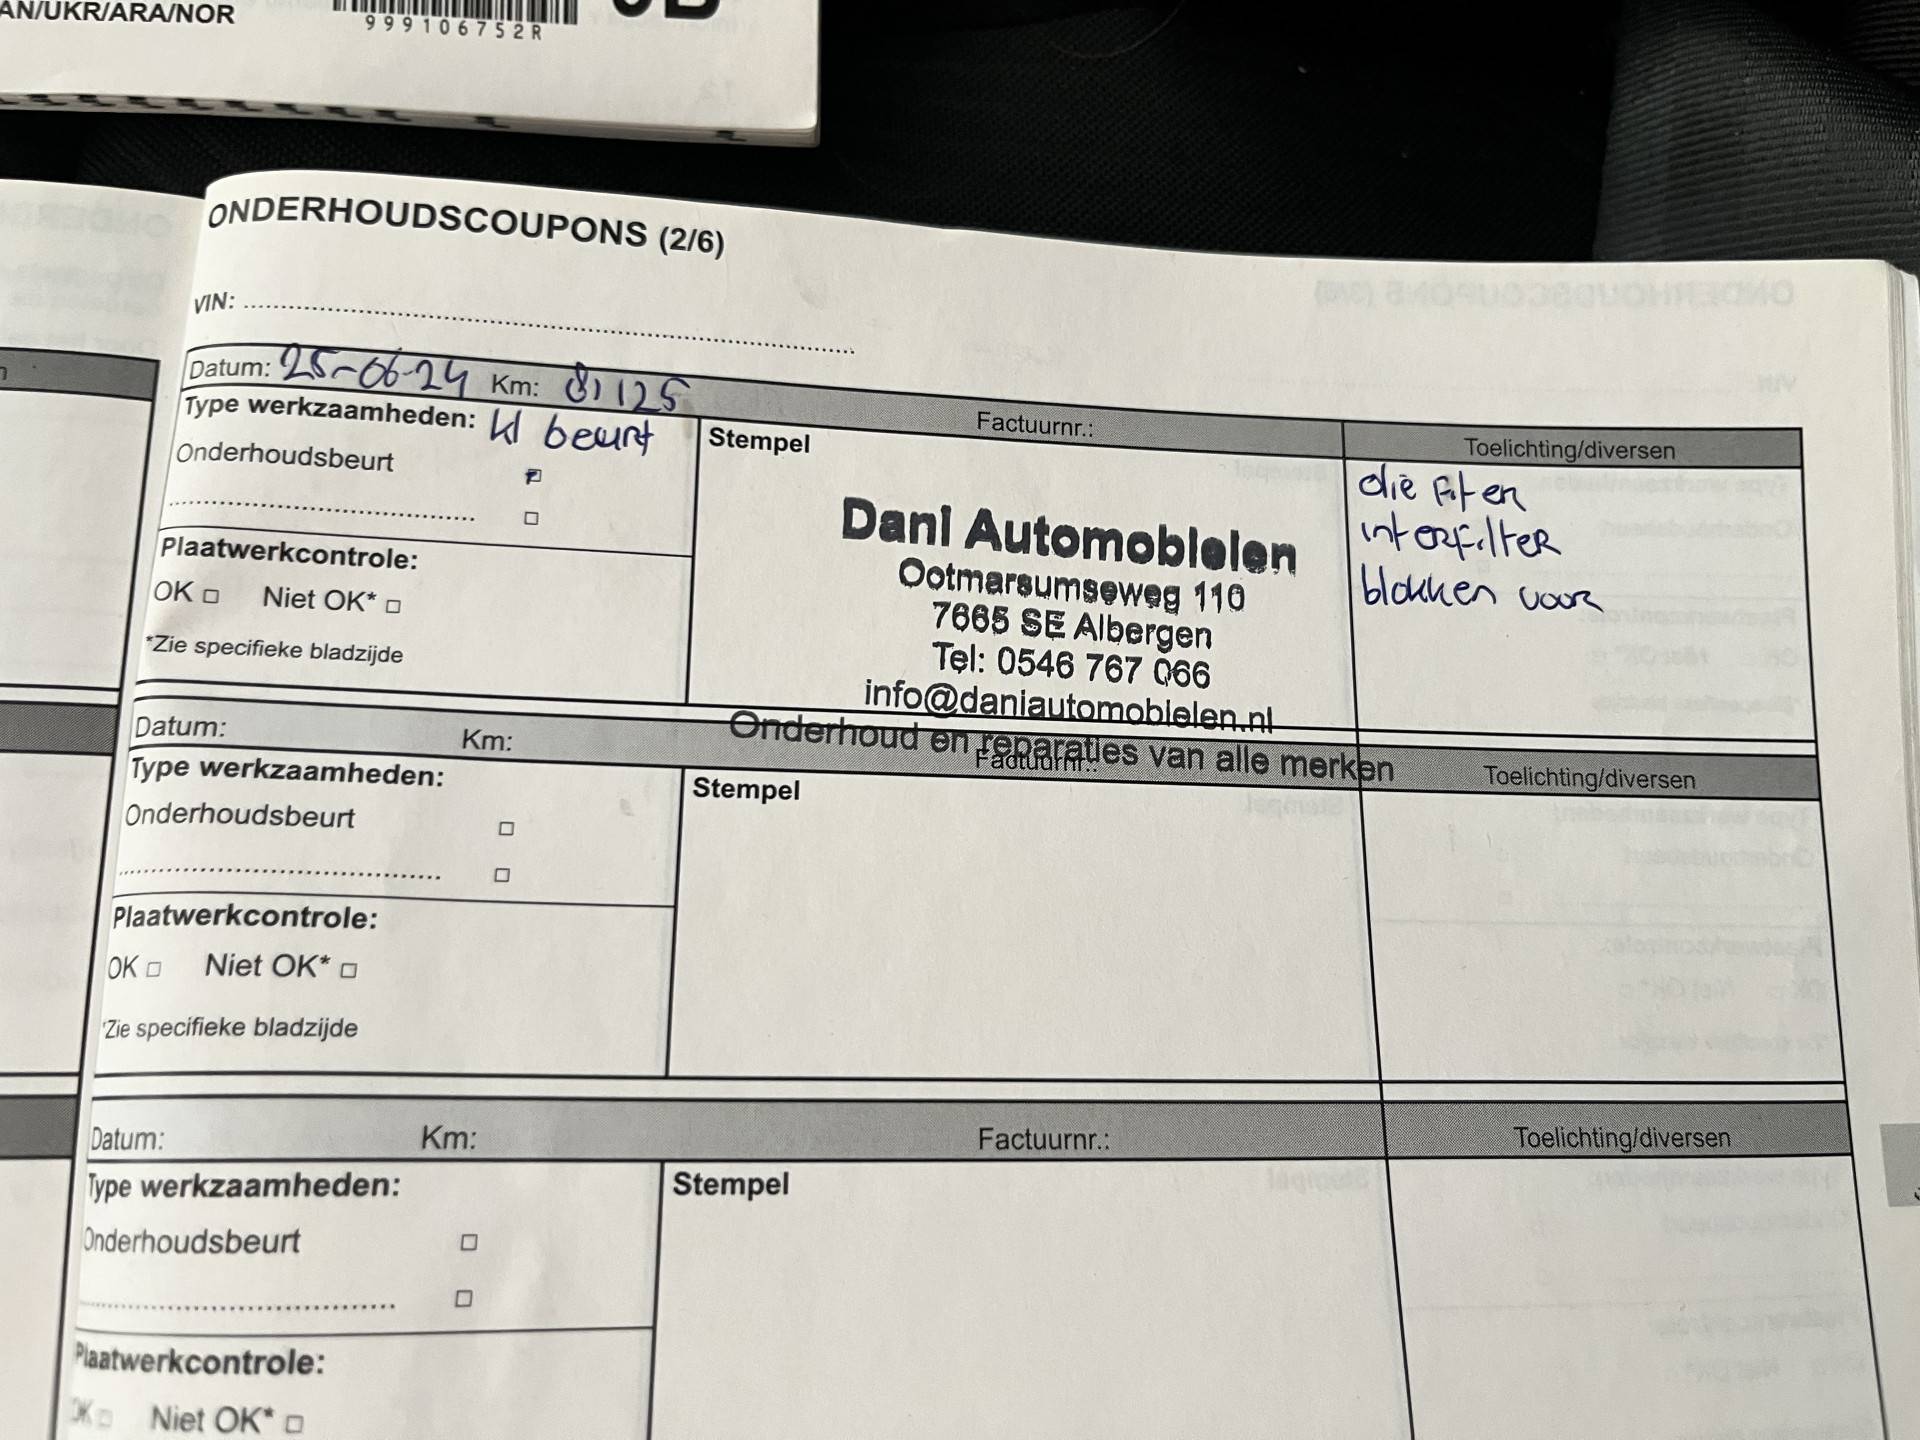 AN/UKR/ARA/NOR
999106752R
ONDERHOUDSCOUPONS (2/6)
VIN:
Datum: 25-06-24 Km: 81125 Factuurnr.: Toelichting/diversen
Type werkzaamheden: kl beurt
Onderhoudsbeurt
Plaatwerkcontrole:
OK □ Niet OK* □
*Zie specifieke bladzijde
Stempel
Dani Automobielen
Ootmarsumseweg 110
7665 SE Albergen
Tel: 0546 767 066
info@daniautomobielen.nl
Onderhoud en reparaties van alle merken
olie Filt en
interfilter
blokken voor
Datum: Km: Factuurnr.: Toelichting/diversen
Type werkzaamheden:
Onderhoudsbeurt □
□
Plaatwerkcontrole:
OK □ Niet OK* □
*Zie specifieke bladzijde
Stempel
Datum: Km: Factuurnr.: Toelichting/diversen
Type werkzaamheden:
Onderhoudsbeurt □
□
Plaatwerkcontrole:
OK □ Niet OK* □
Stempel